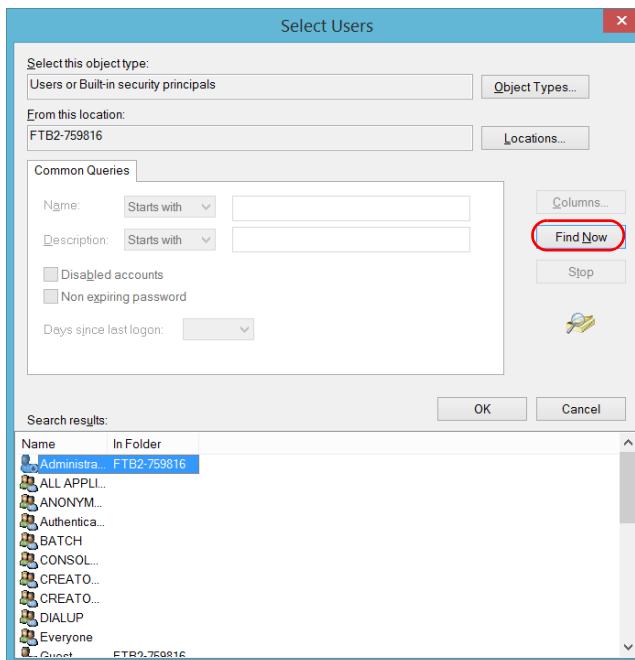 Select Users
Select this object type:
Users or Built-in security principals
Object Types...
From this location:
FTB2-759816
Locations...
Common Queries
Name: Starts with
Columns...
Description: Starts with
Find Now
Disabled accounts
Stop
Non expiring password
Days since last logon:
OK Cancel
Search results:
Name In Folder
Administra... FTB2-759816
ALL APPLI...
ANONYM...
Authentica...
BATCH
CONSOL...
CREATO...
CREATO...
DIALUP
Everyone
Guest FTB2-759816